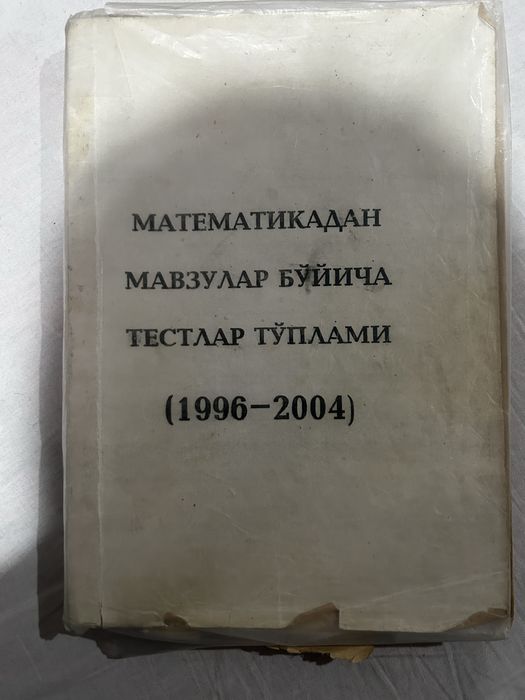 МАТЕМАТИКАДАН
МАВЗУЛАР БЎЙИЧА
ТЕСТЛАР ТЎПЛАМИ
(1996–2004)